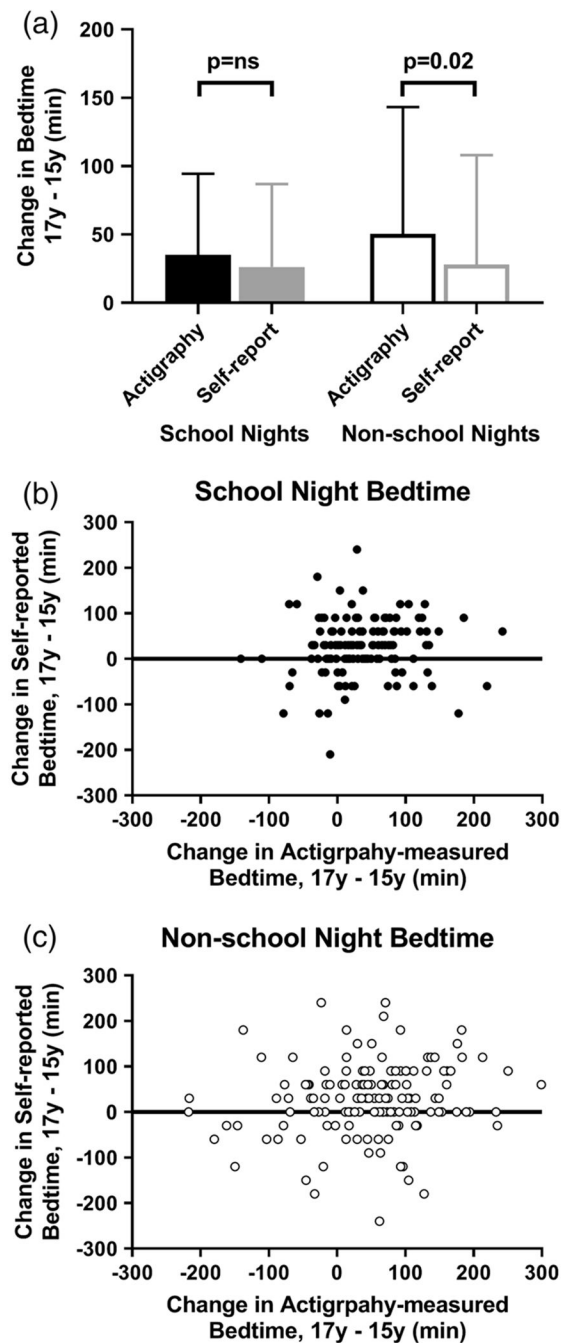 (a)
200
150
100
50
0
Change in Bedtime
17y - 15y (min)
p=ns
p=0.02
Actigraphy
Self-report
Actigraphy
Self-report
School Nights
Non-school Nights
(b)
School Night Bedtime
300
200
100
0
-100
-200
-300
Change in Self-reported
Bedtime, 17y - 15y (min)
-300 -200 -100 0 100 200 300
Change in Actigrpahy-measured
Bedtime, 17y - 15y (min)
(c)
Non-school Night Bedtime
300
200
100
0
-100
-200
-300
Change in Self-reported
Bedtime, 17y - 15y (min)
-300 -200 -100 0 100 200 300
Change in Actigrpahy-measured
Bedtime, 17y - 15y (min)